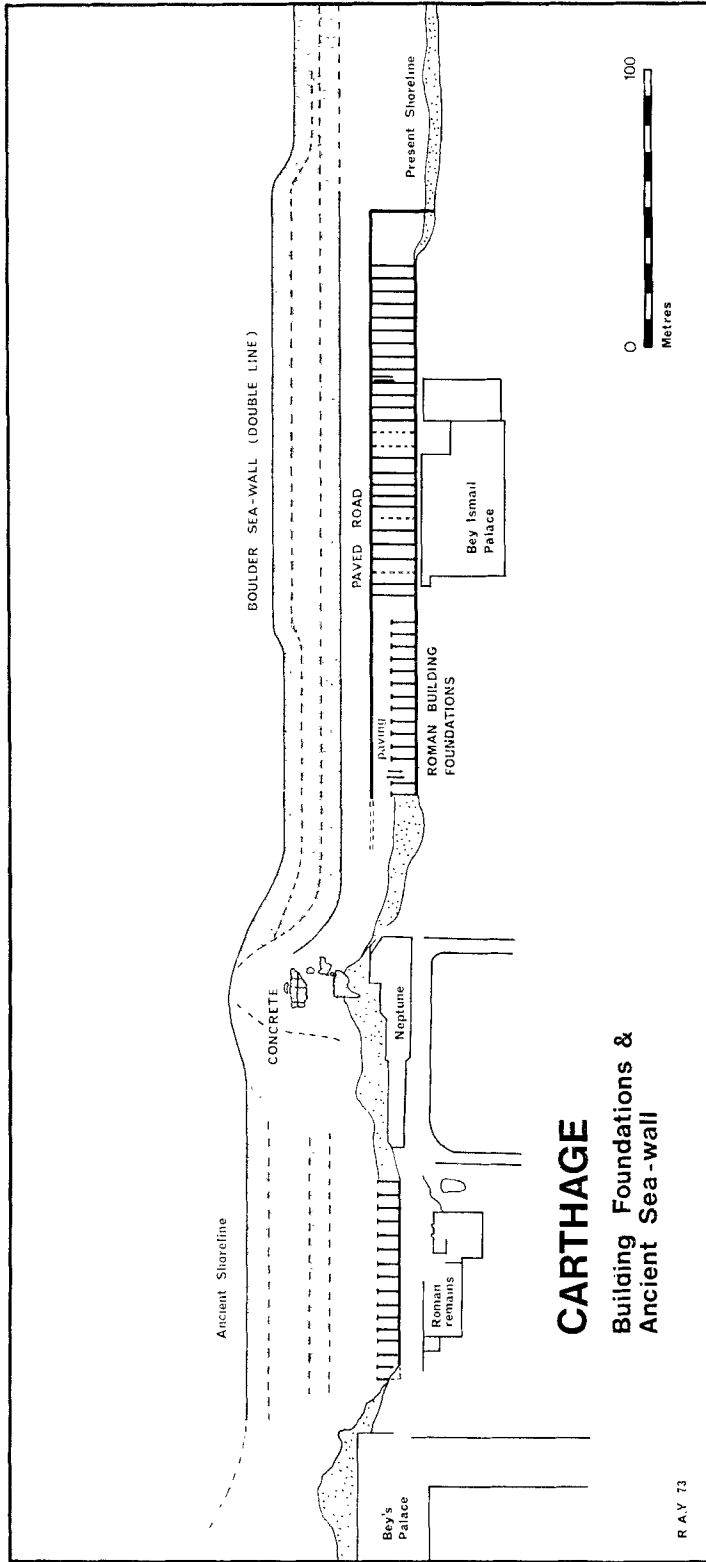 Ancient Shoreline
BOULDER SEA-WALL (DOUBLE LINE)
CONCRETE
PAVED ROAD
Present Shoreline
paving
ROMAN BUILDING
FOUNDATIONS
Neptune
Bey Ismail
Palace
Roman
remains
Bey's
Palace
CARTHAGE
Building Foundations &
Ancient Sea-wall
0
100
Metres
R A.Y 73